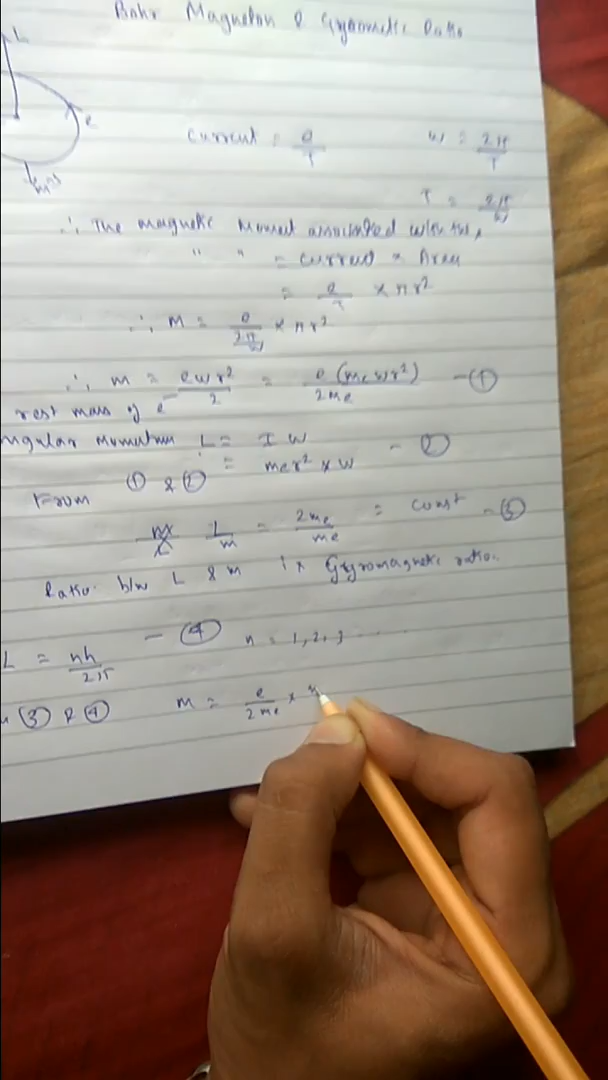 Bohr Magneton & Gyromagnetic Ratio
L
e
Current = e/T
ω = 2π/T
T = 2π/ω
∴ The magnetic moment associated with this,
" " = current × Area
= e/T × πr²
∴ m = e/(2π/ω) × πr²
∴ m = eωr²/2 = e(meωr²)/2me - ①
rest mass of e⁻
ngular momentum L = I ω
= mer² × ω - ②
From ① & ②
L/m = 2me/me = const - ③
Ratio b/w L & m is Gyromagnetic ratio.
L = nh/2π - ④ n = 1, 2, 3 ....
③ & ④ m = e/2me ×